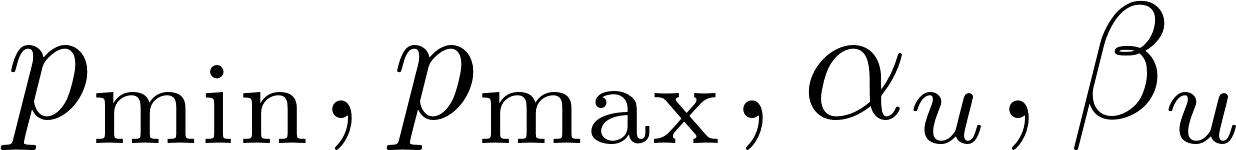 p_min, p_max, α_u, β_u